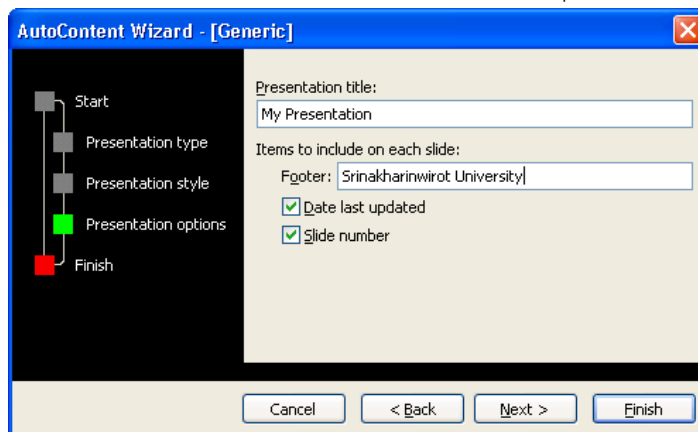 AutoContent Wizard - [Generic]
Start
Presentation type
Presentation style
Presentation options
Finish
Presentation title:
My Presentation
Items to include on each slide:
Footer: Srinakharinwirot University
Date last updated
Slide number
Cancel < Back Next > Finish